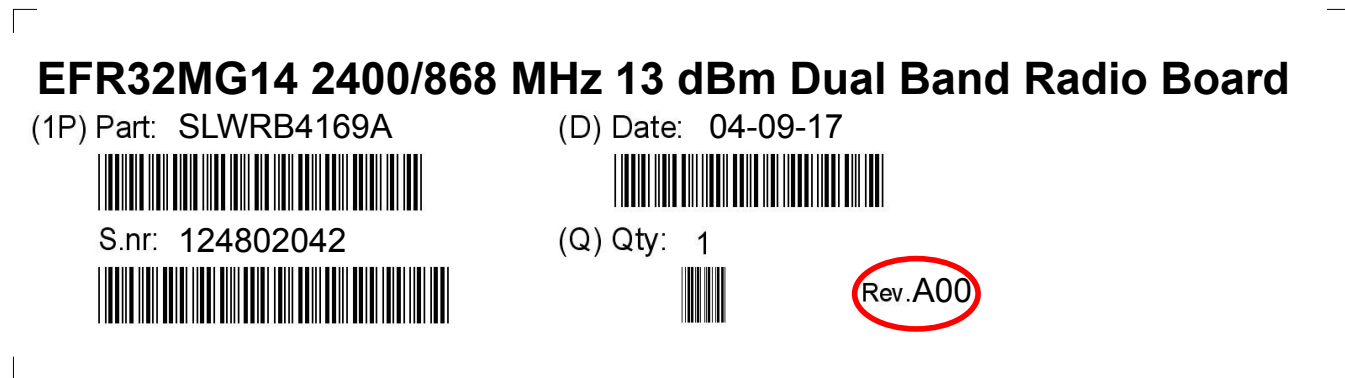 EFR32MG14 2400/868 MHz 13 dBm Dual Band Radio Board
(1P) Part: SLWRB4169A
(D) Date: 04-09-17
S.nr: 124802042
(Q) Qty: 1
Rev.A00